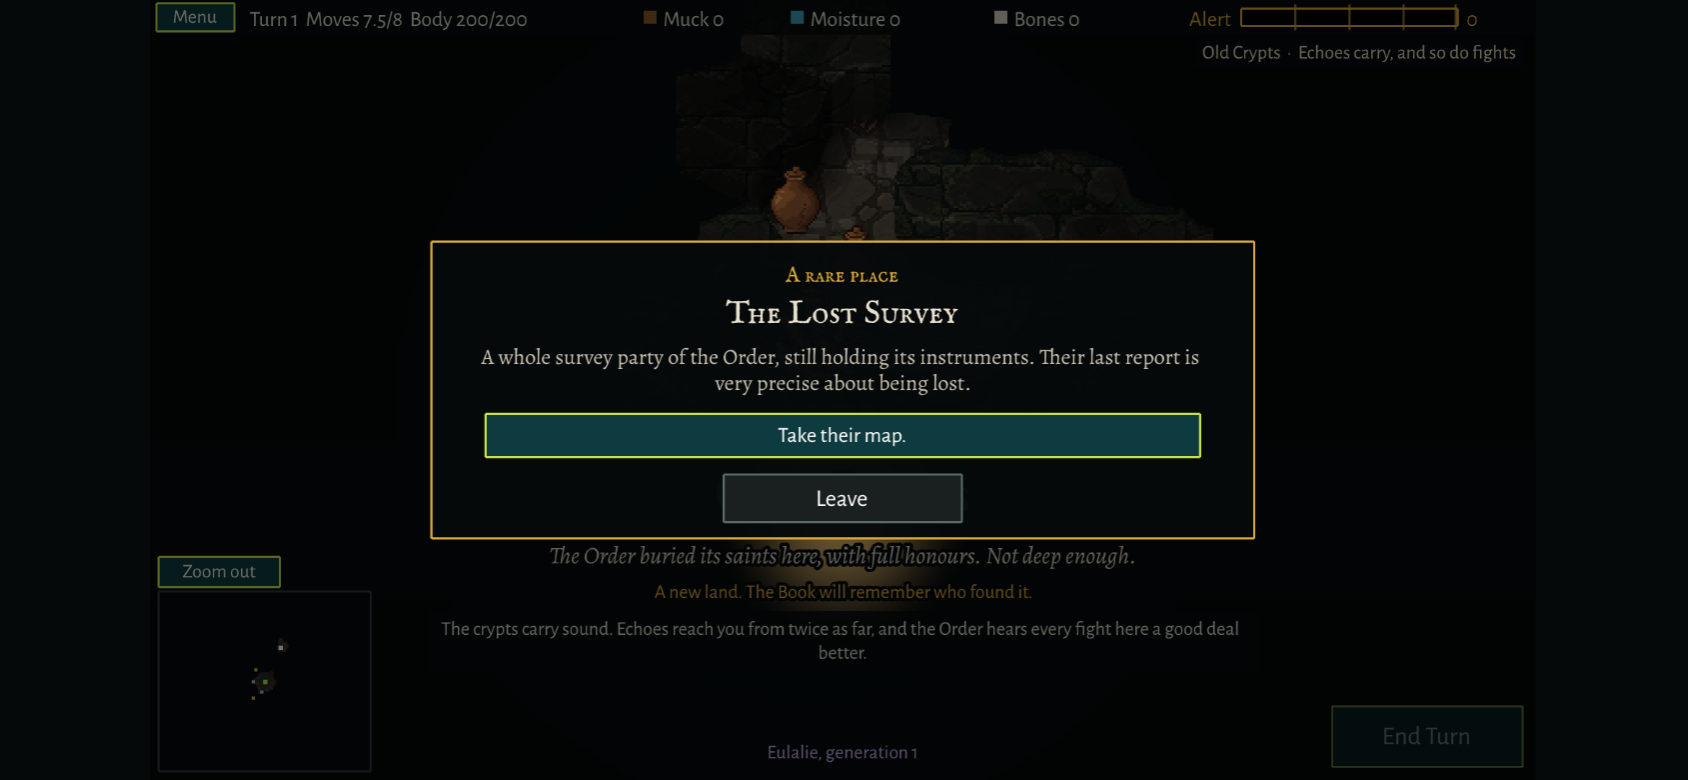 Menu
Turn 1 Moves 7.5/8 Body 200/200
Muck 0
Moisture 0
Bones 0
Alert 0
Old Crypts · Echoes carry, and so do fights
A rare place
The Lost Survey
A whole survey party of the Order, still holding its instruments. Their last report is
very precise about being lost.
Take their map.
Leave
The Order buried its saints here, with full honours. Not deep enough.
Zoom out
A new land. The Book will remember who found it.
The crypts carry sound. Echoes reach you from twice as far, and the Order hears every fight here a good deal
better.
End Turn
Eulalie, generation 1